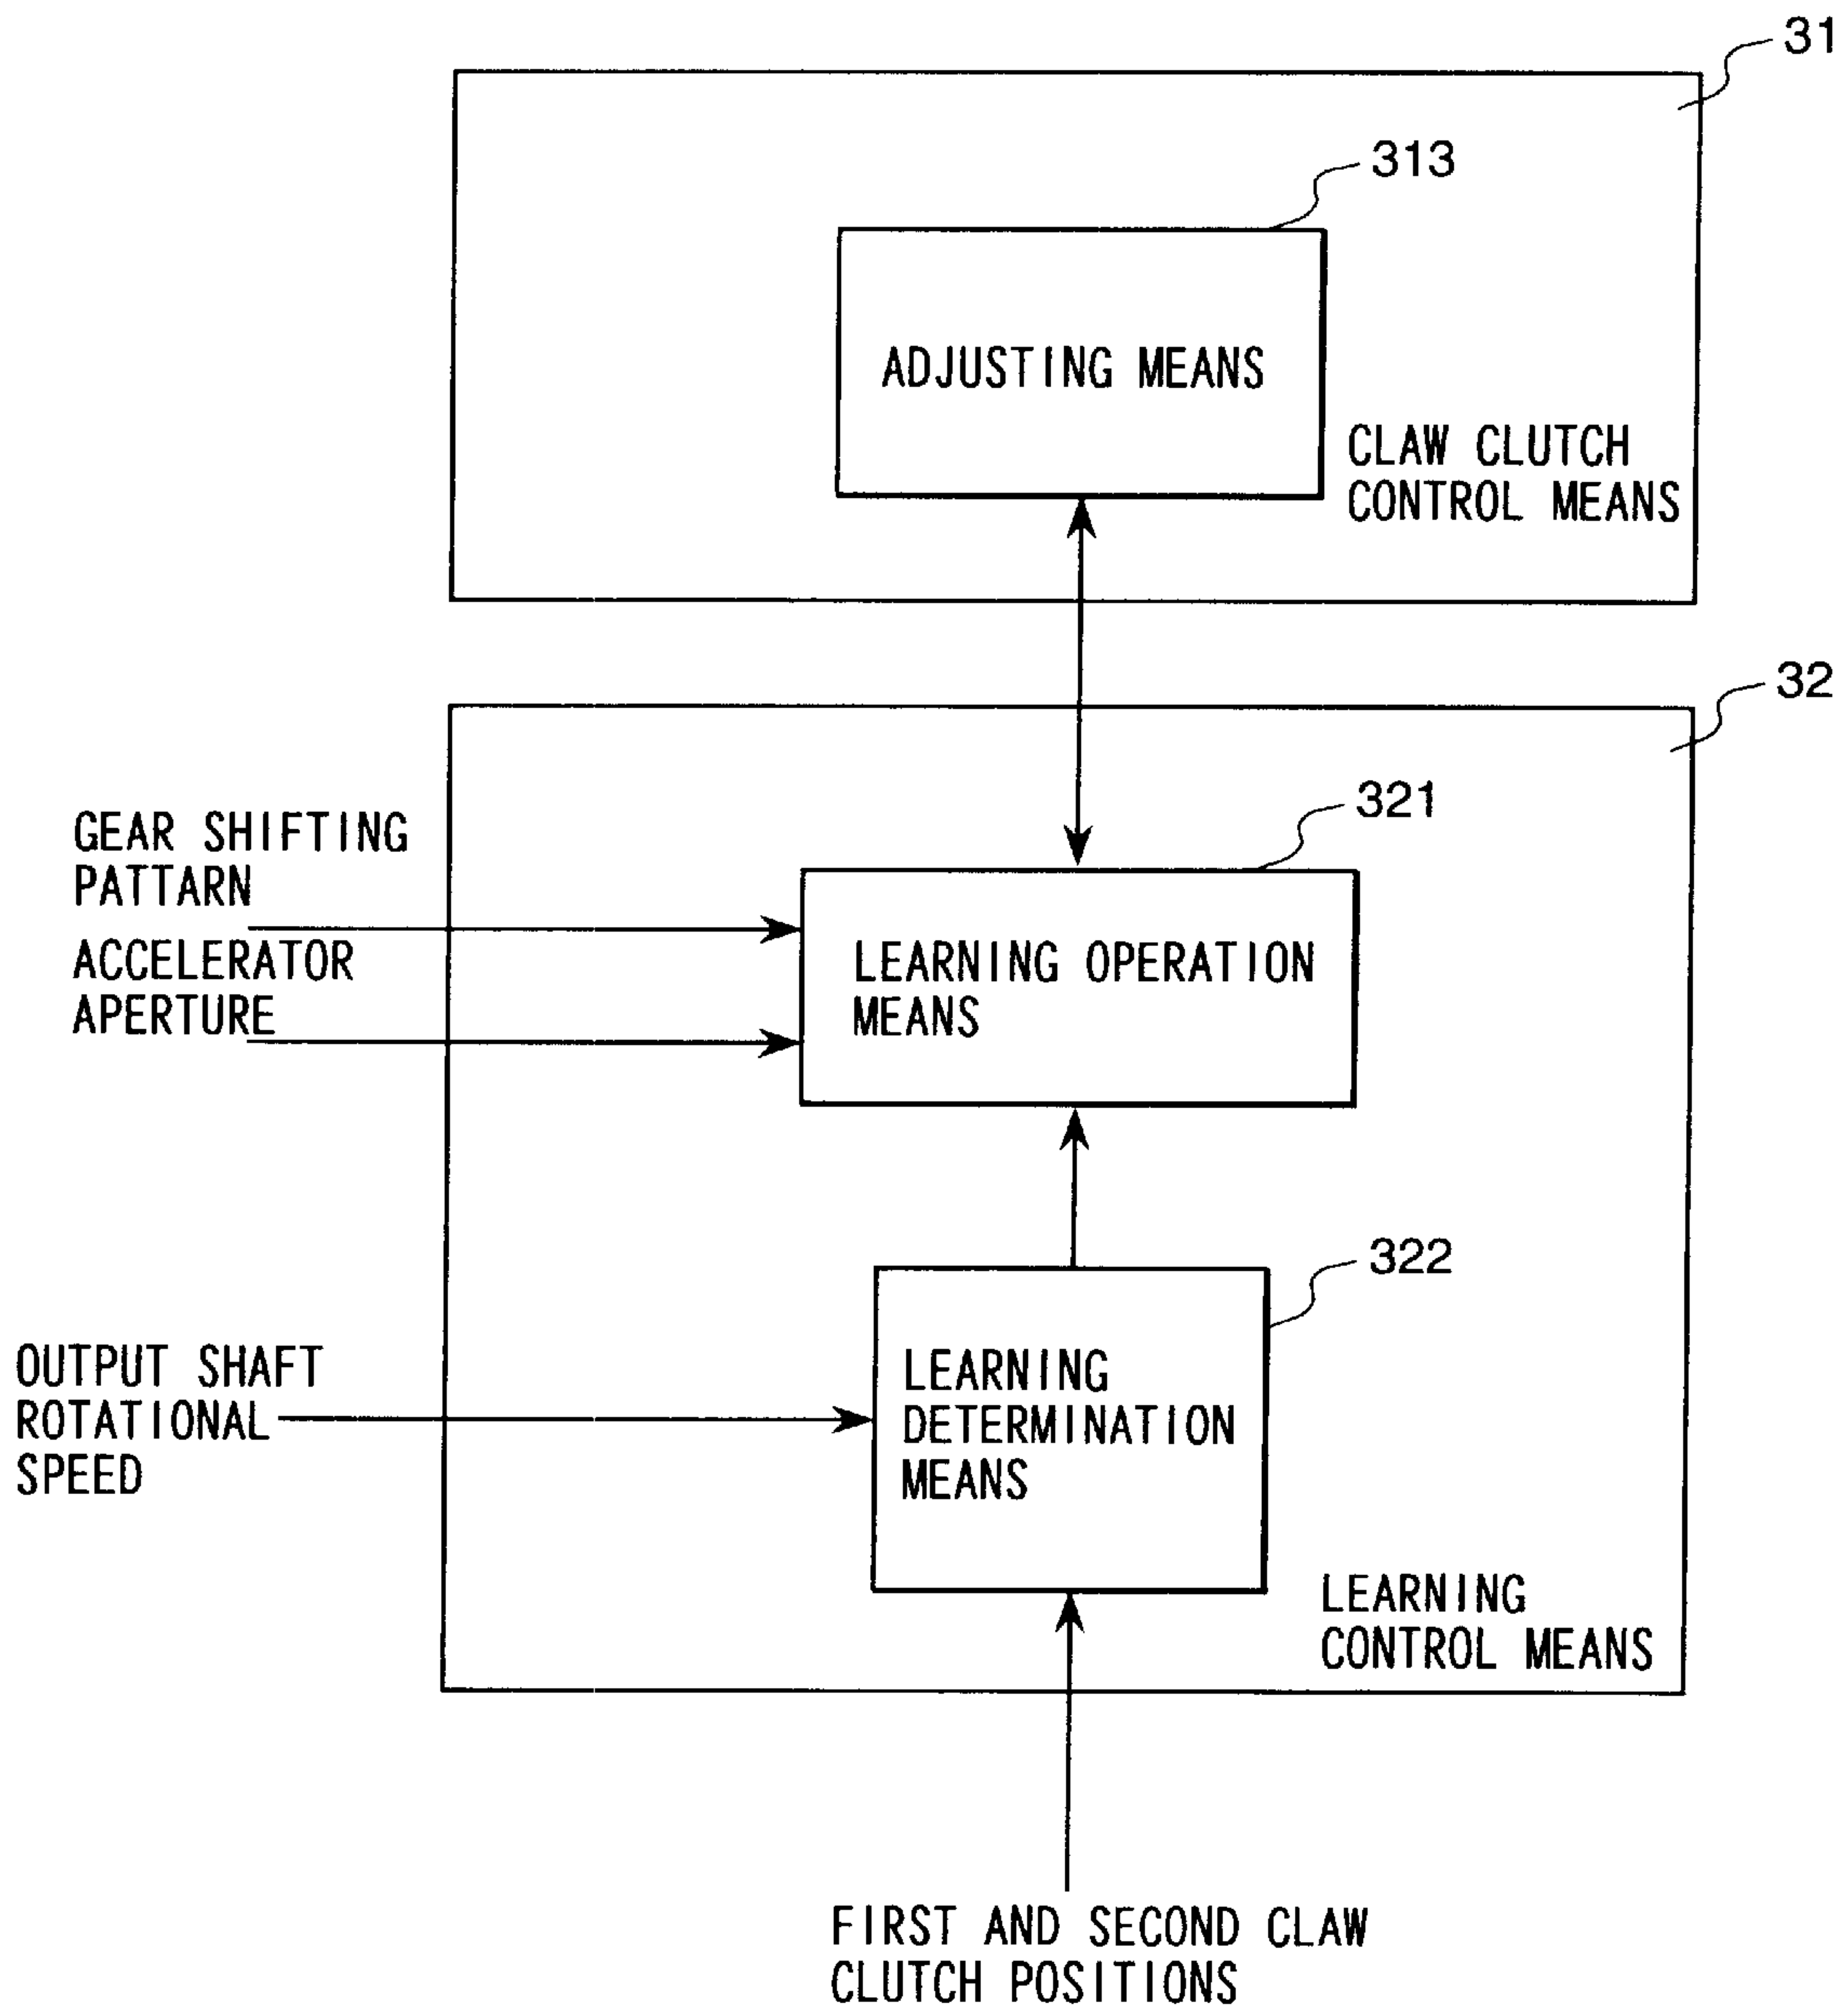 31
313
ADJUSTING MEANS
CLAW CLUTCH
CONTROL MEANS
32
321
GEAR SHIFTING
PATTARN
ACCELERATOR
APERTURE
LEARNING OPERATION
MEANS
322
OUTPUT SHAFT
ROTATIONAL
SPEED
LEARNING
DETERMINATION
MEANS
LEARNING
CONTROL MEANS
FIRST AND SECOND CLAW
CLUTCH POSITIONS